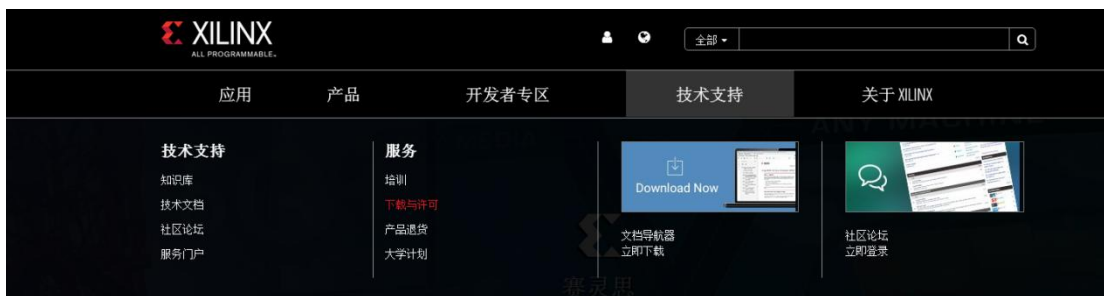 XILINX
ALL PROGRAMMABLE.
全部
应用 产品 开发者专区 技术支持 关于 XILINX
技术支持
知识库
技术文档
社区论坛
服务门户
服务
培训
下载与许可
产品退货
大学计划
Download Now
文档导航器
立即下载
社区论坛
立即登录
赛灵思